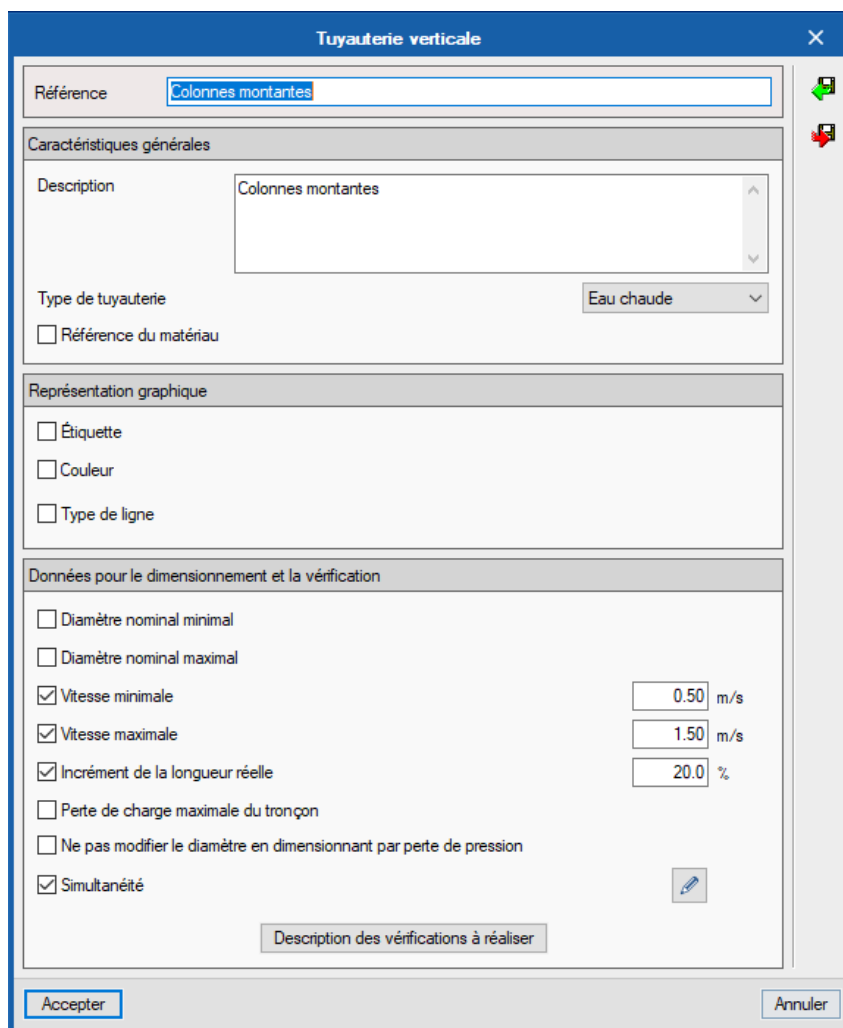 Tuyauterie verticale
Référence Colonnes montantes
Caractéristiques générales
Description Colonnes montantes
Type de tuyauterie Eau chaude
Référence du matériau
Représentation graphique
Étiquette
Couleur
Type de ligne
Données pour le dimensionnement et la vérification
Diamètre nominal minimal
Diamètre nominal maximal
Vitesse minimale 0.50 m/s
Vitesse maximale 1.50 m/s
Incrément de la longueur réelle 20.0 %
Perte de charge maximale du tronçon
Ne pas modifier le diamètre en dimensionnant par perte de pression
Simultanéité
Description des vérifications à réaliser
Accepter Annuler